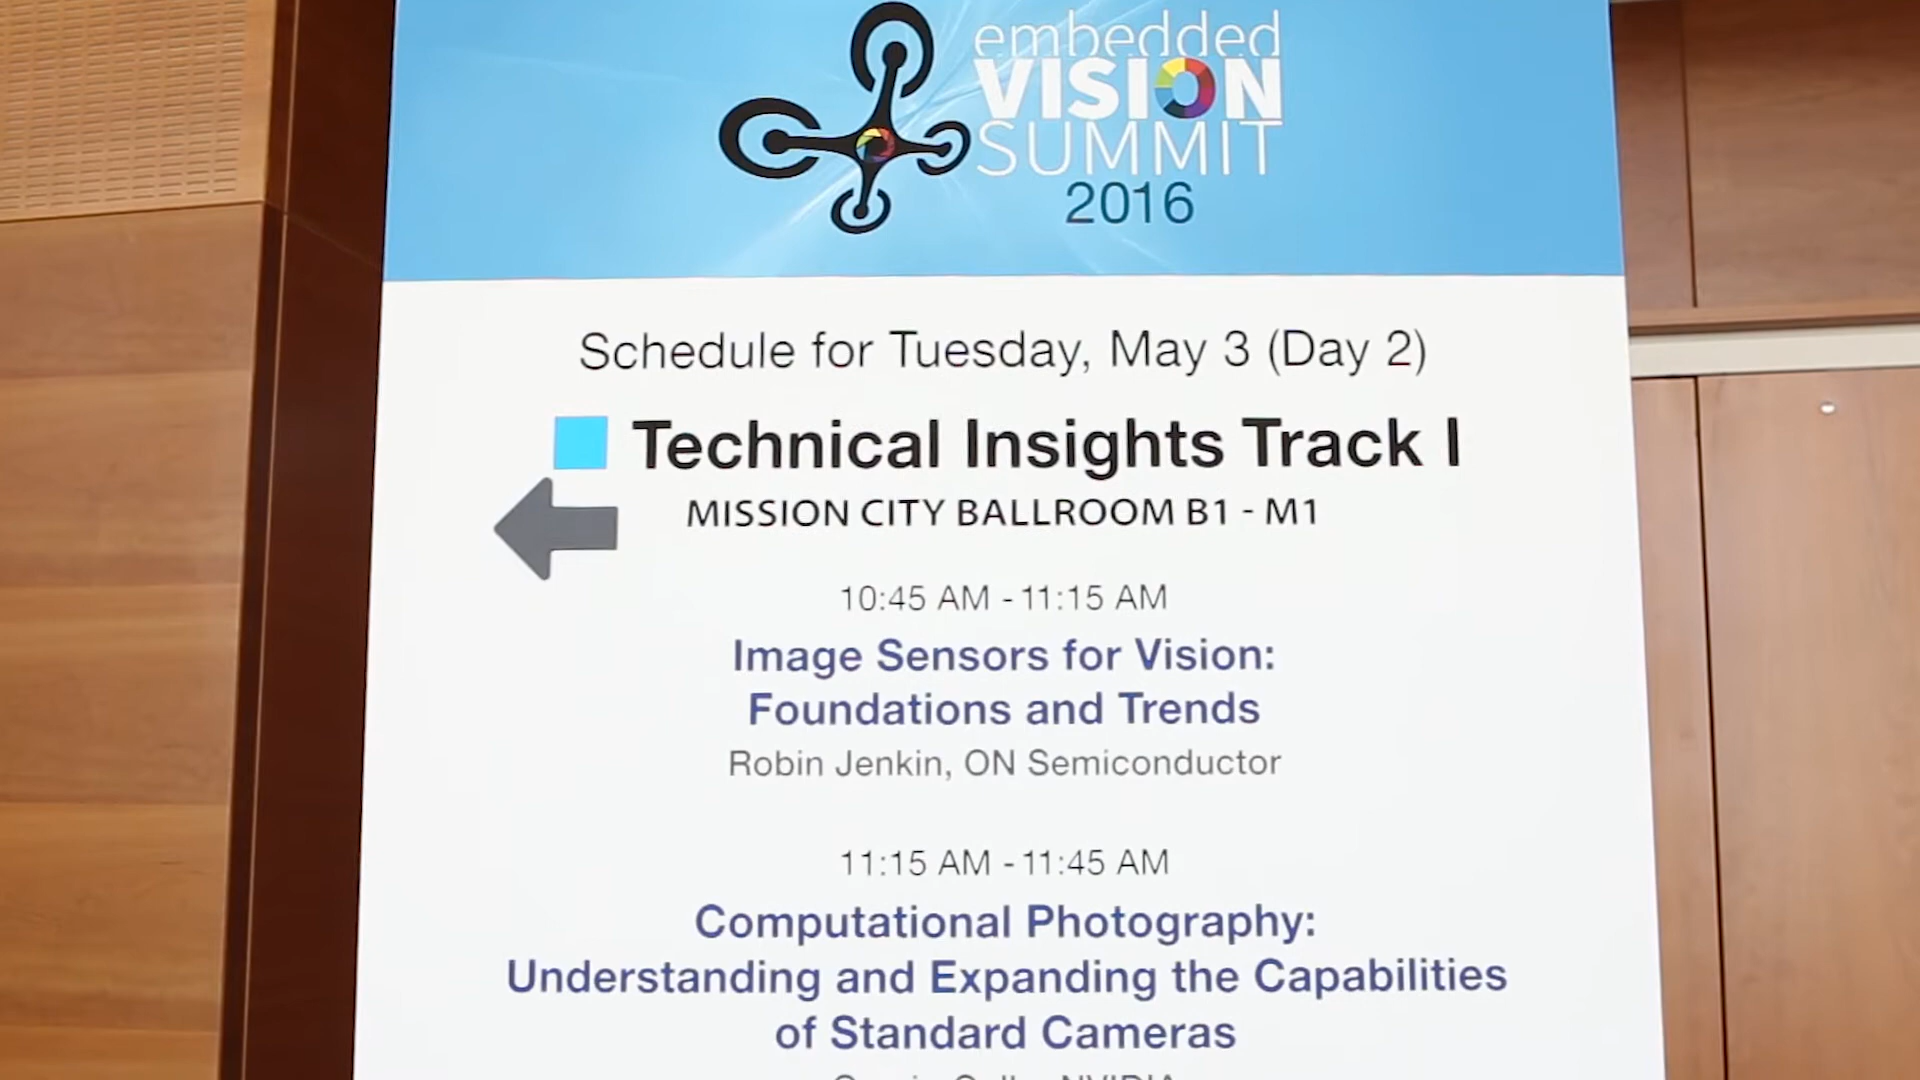 embedded
VISION
SUMMIT
2016
Schedule for Tuesday, May 3 (Day 2)
Technical Insights Track I
MISSION CITY BALLROOM B1 - M1
10:45 AM - 11:15 AM
Image Sensors for Vision:
Foundations and Trends
Robin Jenkin, ON Semiconductor
11:15 AM - 11:45 AM
Computational Photography:
Understanding and Expanding the Capabilities
of Standard Cameras
NVIDIA